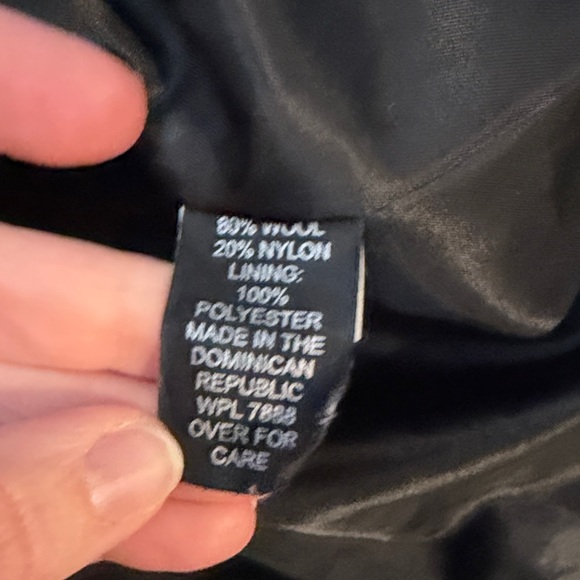 80% WOOL
20% NYLON
LINING:
100%
POLYESTER
MADE IN THE
DOMINICAN
REPUBLIC
WPL 7888
OVER FOR
CARE